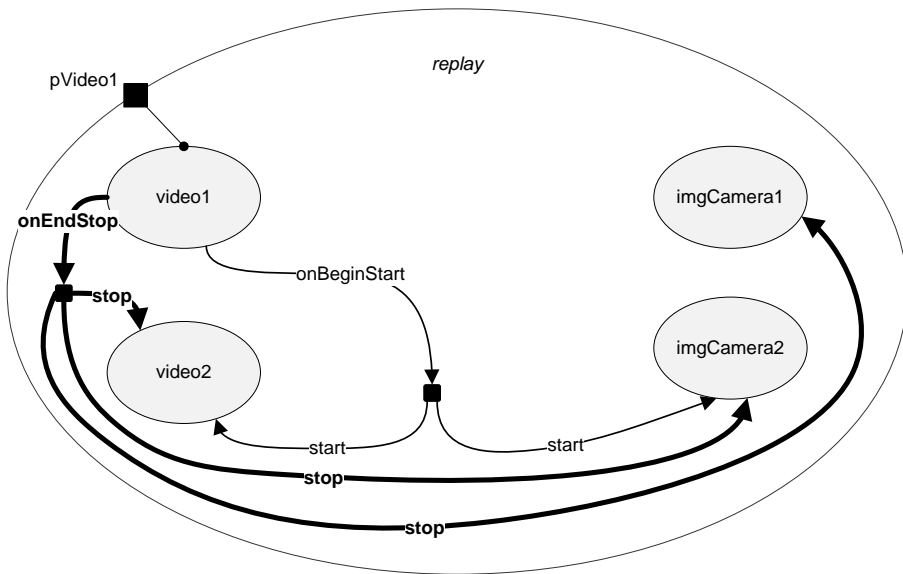 replay
pVideo1
video1
imgCamera1
onEndStop
onBeginStart
stop
video2
imgCamera2
start
start
stop
stop